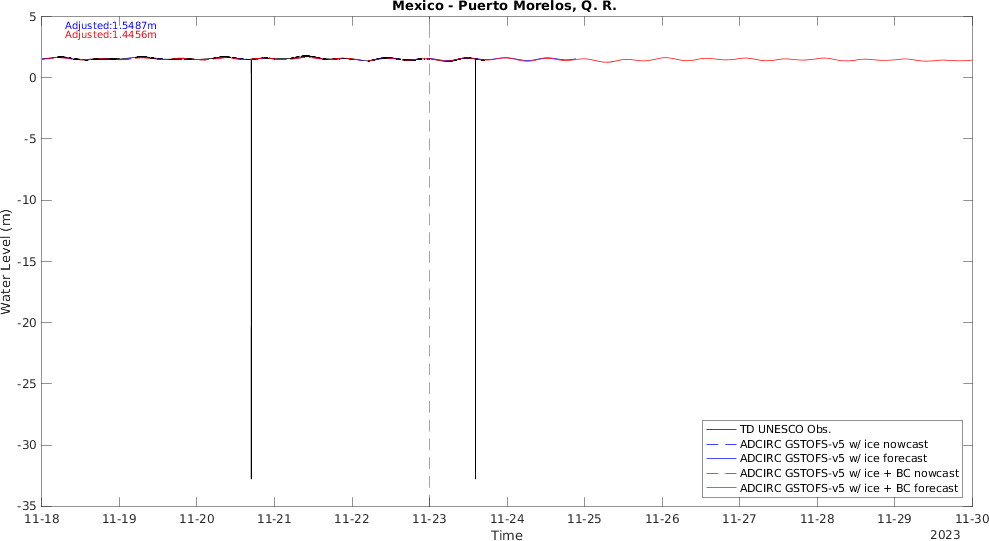 Mexico - Puerto Morelos, Q. R.
Adjusted:1.5487m
Adjusted:1.4456m
5
0
-5
-10
-15
-20
-25
-30
-35
Water Level (m)
TD UNESCO Obs.
ADCIRC GSTOFS-v5 w/ ice nowcast
ADCIRC GSTOFS-v5 w/ ice forecast
ADCIRC GSTOFS-v5 w/ ice + BC nowcast
ADCIRC GSTOFS-v5 w/ ice + BC forecast
11-18 11-19 11-20 11-21 11-22 11-23 11-24 11-25 11-26 11-27 11-28 11-29 11-30
Time
2023